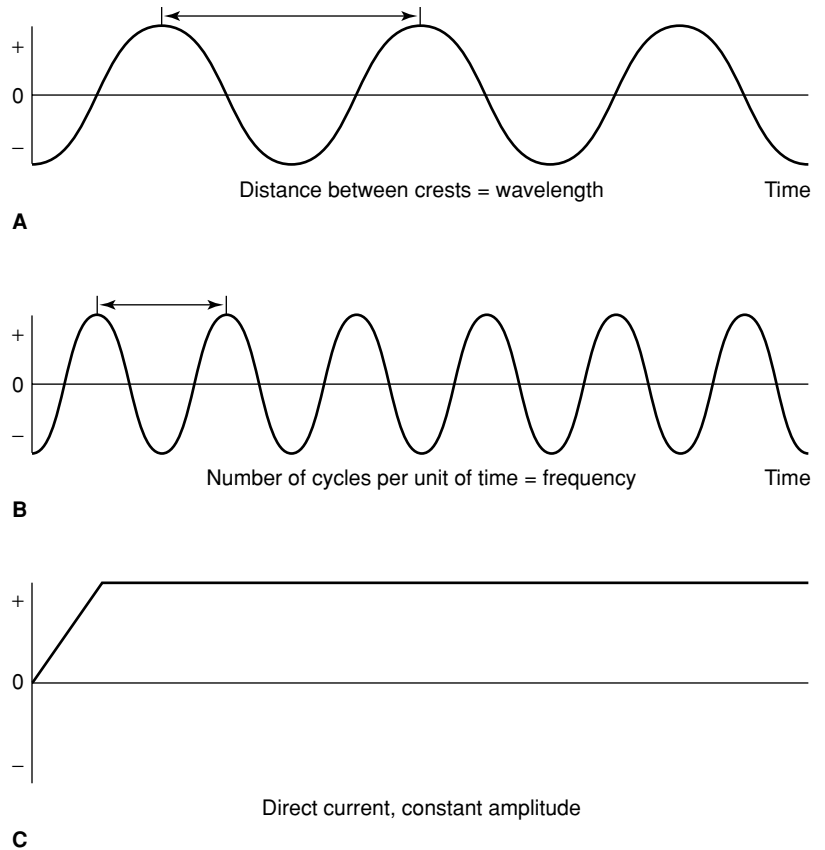 +
0
–
Distance between crests = wavelength
Time
A
+
0
–
Number of cycles per unit of time = frequency
Time
B
+
0
–
Direct current, constant amplitude
C